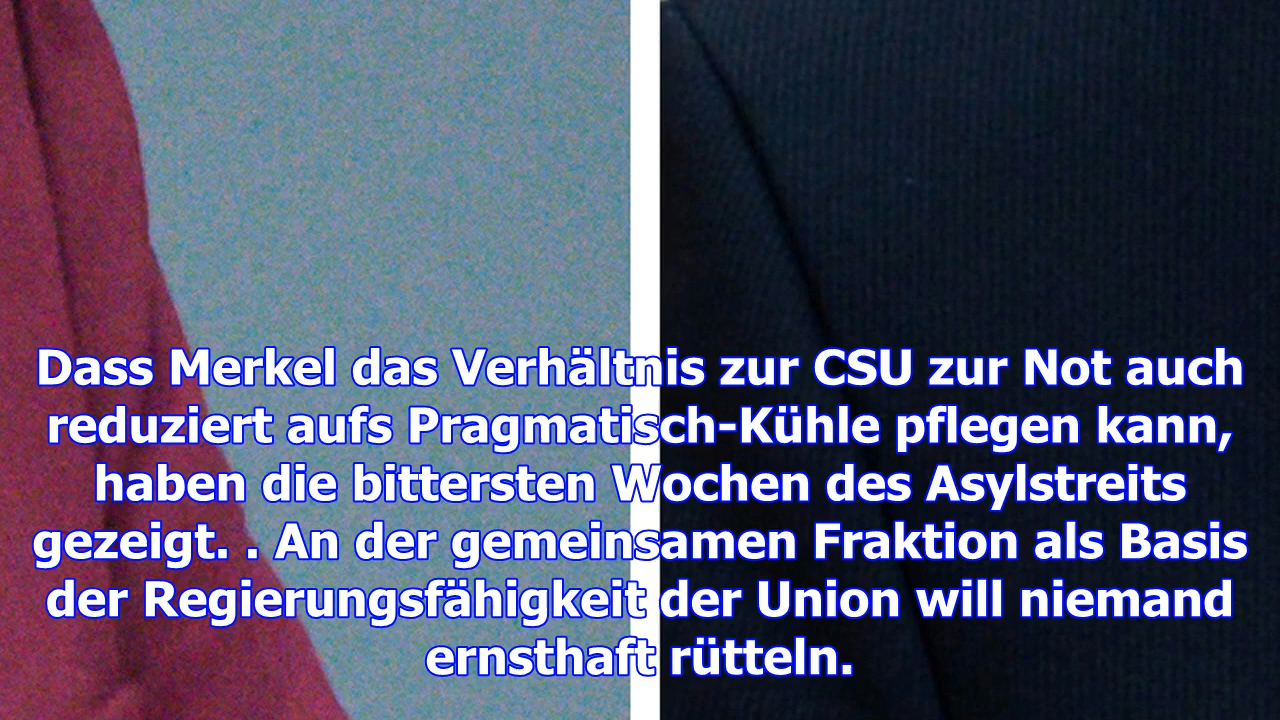 Dass Merkel das Verhältnis zur CSU zur Not auch
reduziert aufs Pragmatisch-Kühle pflegen kann,
haben die bittersten Wochen des Asylstreits
gezeigt. . An der gemeinsamen Fraktion als Basis
der Regierungsfähigkeit der Union will niemand
ernsthaft rütteln.